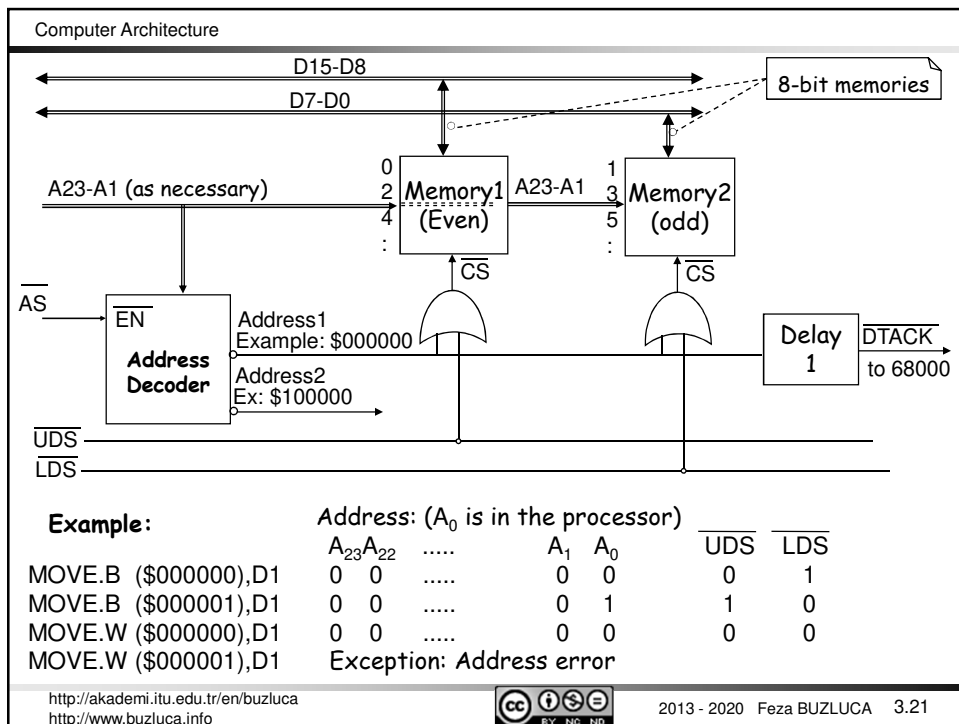 Computer Architecture
D15-D8
8-bit memories
D7-D0
A23-A1 (as necessary)
0
2
4
:
Memory1
(Even)
A23-A1
1
3
5
:
Memory2
(odd)
CS
CS
AS
EN
Address
Decoder
Address1
Example: $000000
Address2
Ex: $100000
Delay
1
DTACK
to 68000
UDS
LDS
Example:
Address: (A₀ is in the processor)
A₂₃A₂₂ ..... A₁ A₀ UDS LDS
MOVE.B ($000000),D1 0 0 ..... 0 0 0 1
MOVE.B ($000001),D1 0 0 ..... 0 1 1 0
MOVE.W ($000000),D1 0 0 ..... 0 0 0 0
MOVE.W ($000001),D1 Exception: Address error
http://akademi.itu.edu.tr/en/buzluca
http://www.buzluca.info
cc BY NC ND
2013 - 2020 Feza BUZLUCA 3.21